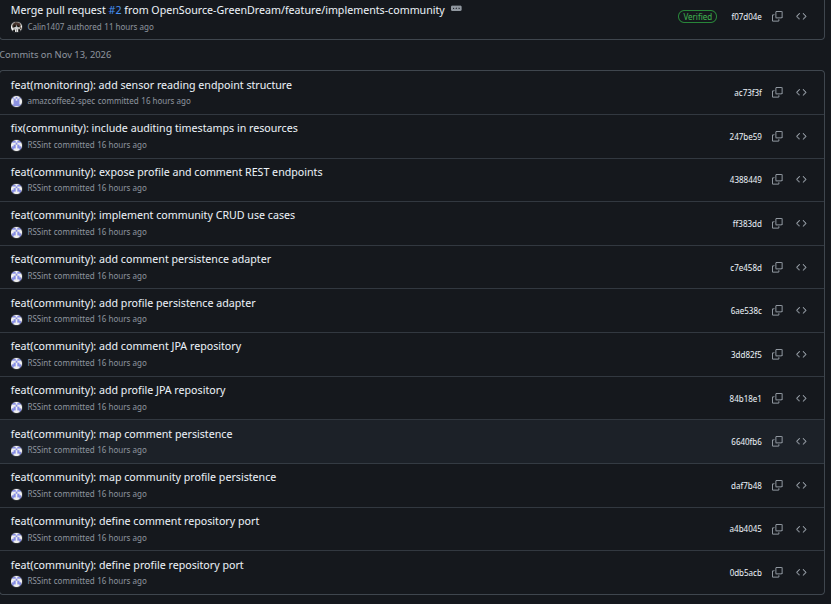 Merge pull request #2 from OpenSource-GreenDream/feature/implements-community
Calin1407 authored 11 hours ago
Verified
f07d04e
Commits on Nov 13, 2026
feat(monitoring): add sensor reading endpoint structure
amazcoffee2-spec committed 16 hours ago
ac73f3f
fix(community): include auditing timestamps in resources
RSSint committed 16 hours ago
247be59
feat(community): expose profile and comment REST endpoints
RSSint committed 16 hours ago
4388449
feat(community): implement community CRUD use cases
RSSint committed 16 hours ago
ff383dd
feat(community): add comment persistence adapter
RSSint committed 16 hours ago
c7e458d
feat(community): add profile persistence adapter
RSSint committed 16 hours ago
6ae538c
feat(community): add comment JPA repository
RSSint committed 16 hours ago
3dd82f5
feat(community): add profile JPA repository
RSSint committed 16 hours ago
84b18e1
feat(community): map comment persistence
RSSint committed 16 hours ago
6640fb6
feat(community): map community profile persistence
RSSint committed 16 hours ago
daf7b48
feat(community): define comment repository port
RSSint committed 16 hours ago
a4b4045
feat(community): define profile repository port
RSSint committed 16 hours ago
0db5acb